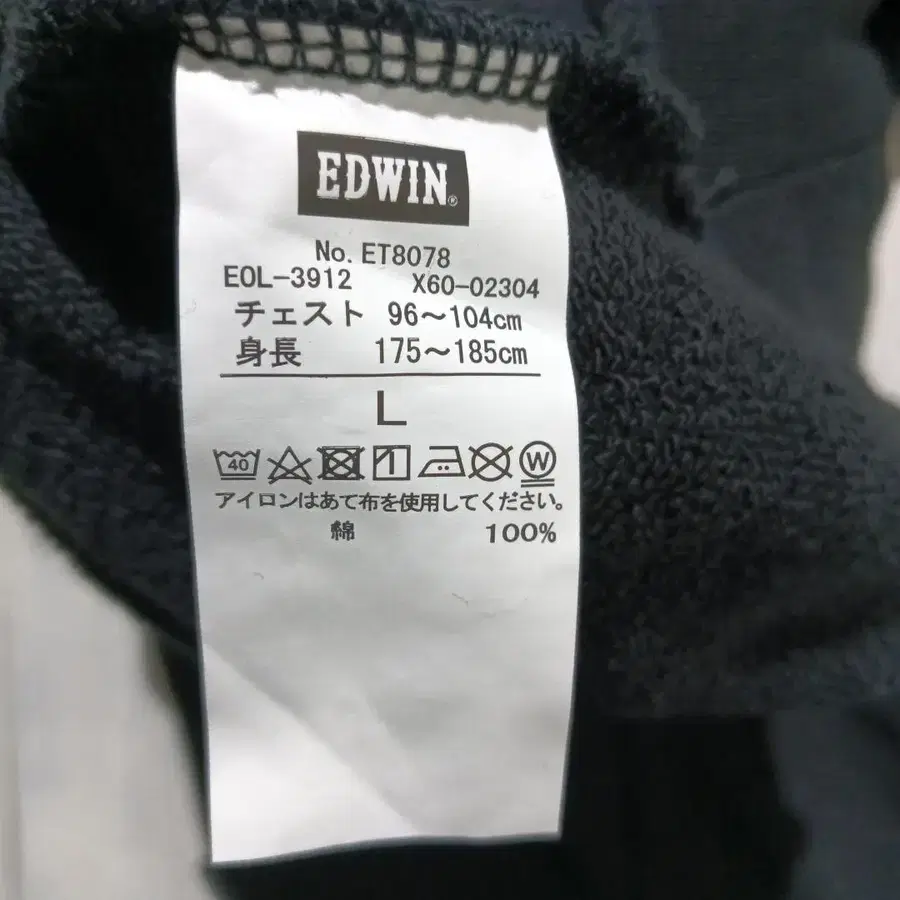 EDWIN®
No. ET8078
EOL-3912 X60-02304
チェスト 96～104cm
身長 175～185cm
L
40 W
アイロンはあて布を使用してください。
綿 100%